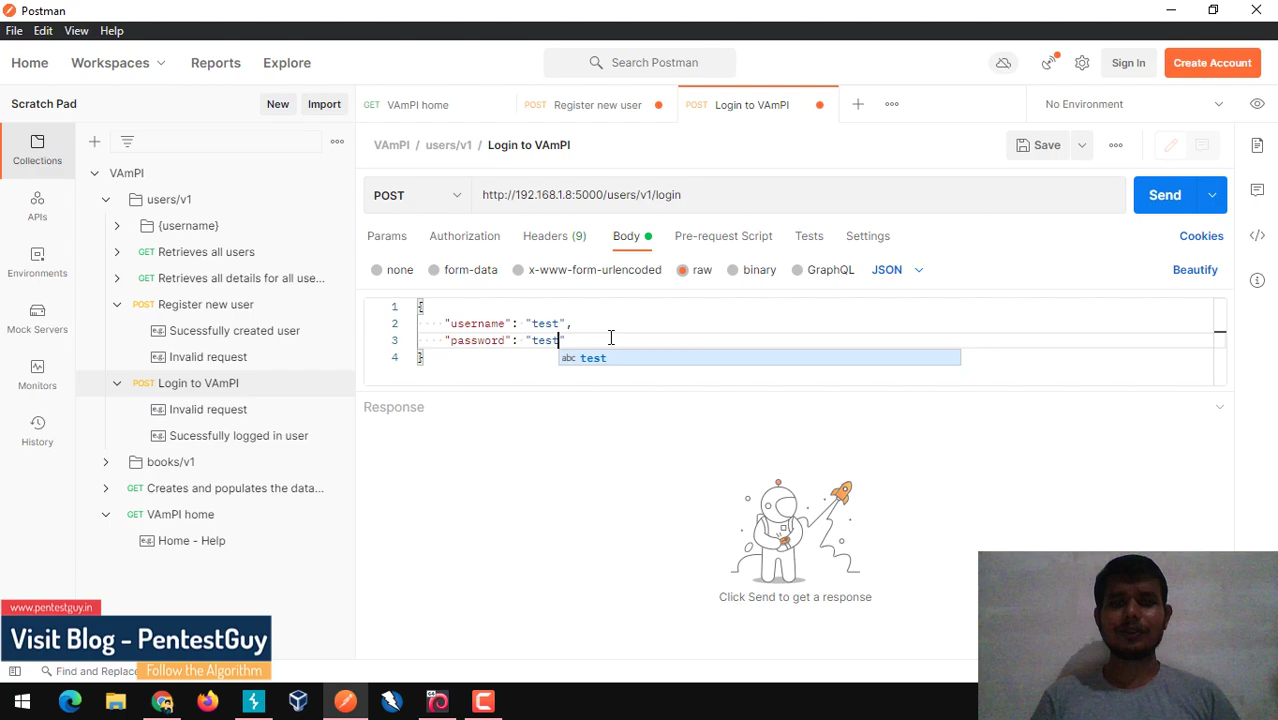 Postman
File Edit View Help
Home Workspaces Reports Explore Search Postman Sign In Create Account
Scratch Pad New Import
GET VAmPI home POST Register new user POST Login to VAmPI No Environment
Collections
APIs
Environments
Mock Servers
Monitors
History
VAmPI
users/v1
{username}
GET Retrieves all users
GET Retrieves all details for all use...
POST Register new user
e.g. Sucessfully created user
e.g. Invalid request
POST Login to VAmPI
e.g. Invalid request
e.g. Sucessfully logged in user
books/v1
GET Creates and populates the data...
GET VAmPI home
e.g. Home - Help
VAmPI / users/v1 / Login to VAmPI Save
POST http://192.168.1.8:5000/users/v1/login Send
Params Authorization Headers (9) Body Pre-request Script Tests Settings Cookies
none form-data x-www-form-urlencoded raw binary GraphQL JSON Beautify
1 {
2 "username": "test",
3 "password": "test"
4 }
abc test
Response
Click Send to get a response
www.pentestguy.in
Visit Blog - PentestGuy
Follow the Algorithm
Find and Replace